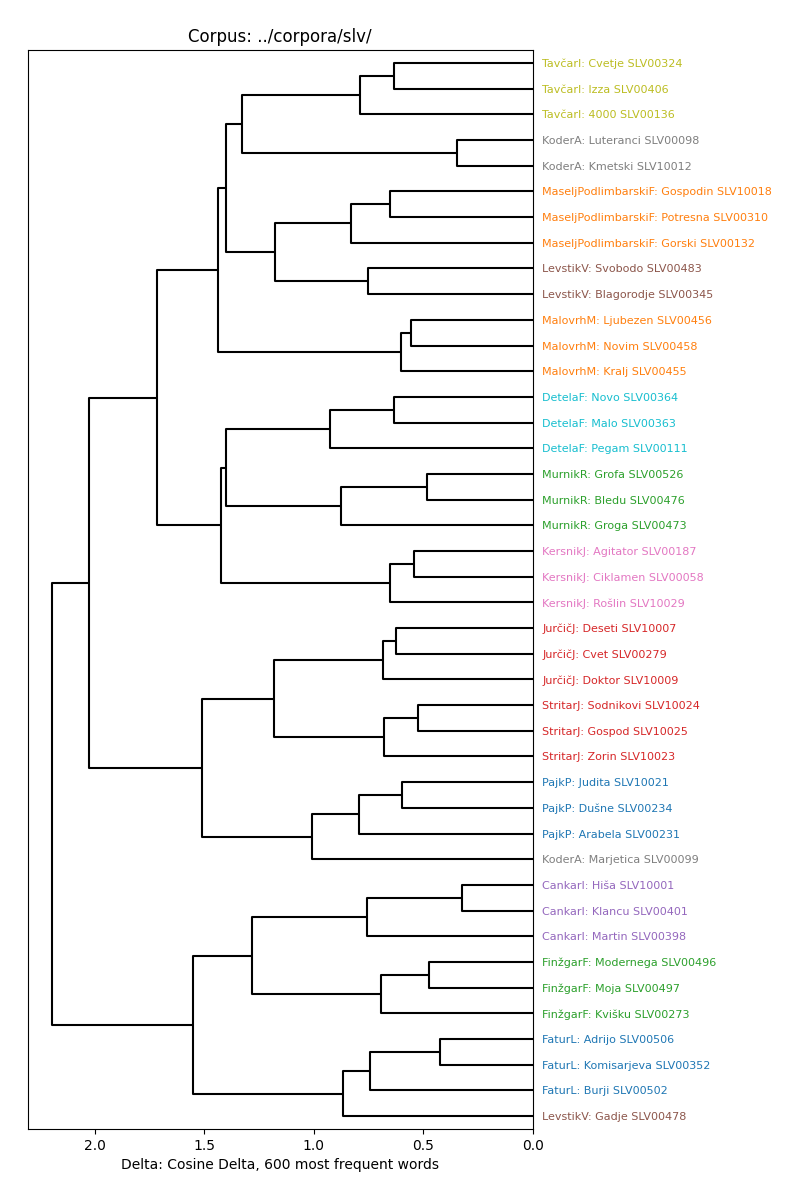 Corpus: ../corpora/slv/
TavčarI: Cvetje SLV00324
TavčarI: Izza SLV00406
TavčarI: 4000 SLV00136
KoderA: Luteranci SLV00098
KoderA: Kmetski SLV10012
MaseljPodlimbarskiF: Gospodin SLV10018
MaseljPodlimbarskiF: Potresna SLV00310
MaseljPodlimbarskiF: Gorski SLV00132
LevstikV: Svobodo SLV00483
LevstikV: Blagorodje SLV00345
MalovrhM: Ljubezen SLV00456
MalovrhM: Novim SLV00458
MalovrhM: Kralj SLV00455
DetelaF: Novo SLV00364
DetelaF: Malo SLV00363
DetelaF: Pegam SLV00111
MurnikR: Grofa SLV00526
MurnikR: Bledu SLV00476
MurnikR: Groga SLV00473
KersnikJ: Agitator SLV00187
KersnikJ: Ciklamen SLV00058
KersnikJ: Rošlin SLV10029
JurčičJ: Deseti SLV10007
JurčičJ: Cvet SLV00279
JurčičJ: Doktor SLV10009
StritarJ: Sodnikovi SLV10024
StritarJ: Gospod SLV10025
StritarJ: Zorin SLV10023
PajkP: Judita SLV10021
PajkP: Dušne SLV00234
PajkP: Arabela SLV00231
KoderA: Marjetica SLV00099
CankarI: Hiša SLV10001
CankarI: Klancu SLV00401
CankarI: Martin SLV00398
FinžgarF: Modernega SLV00496
FinžgarF: Moja SLV00497
FinžgarF: Kvišku SLV00273
FaturL: Adrijo SLV00506
FaturL: Komisarjeva SLV00352
FaturL: Burji SLV00502
LevstikV: Gadje SLV00478
2.0 1.5 1.0 0.5 0.0
Delta: Cosine Delta, 600 most frequent words